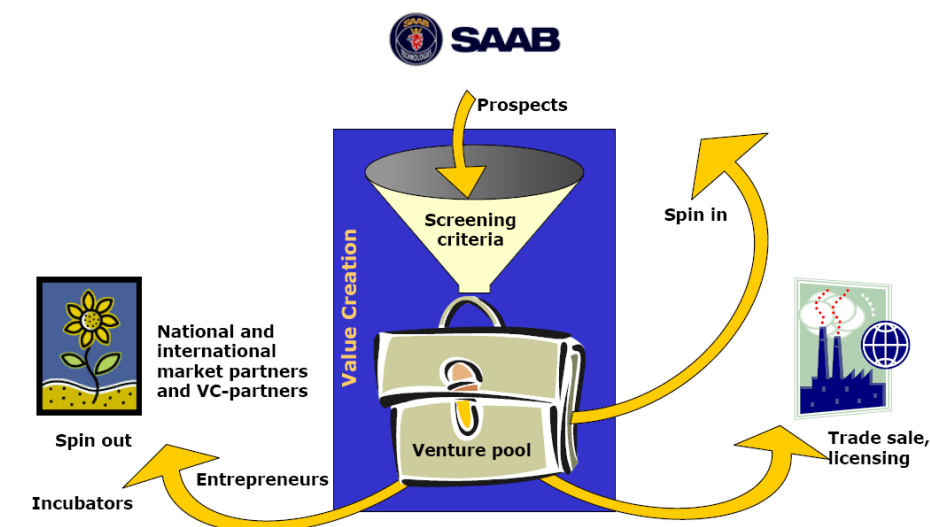 SAAB
Prospects
Screening
criteria
Spin in
Value Creation
National and
international
market partners
and VC-partners
Spin out
Venture pool
Trade sale,
licensing
Entrepreneurs
Incubators